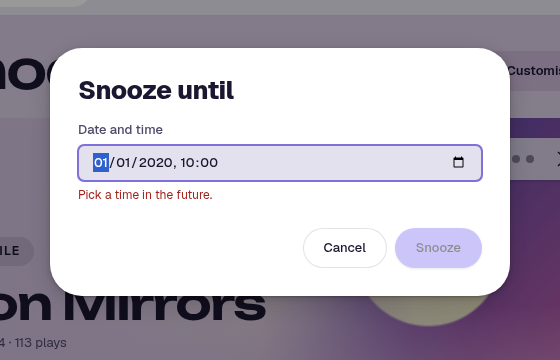 Customis
Snooze until
Date and time
01/01/2020, 10:00
Pick a time in the future.
Cancel
Snooze
ILE
on Mirrors
4 · 113 plays